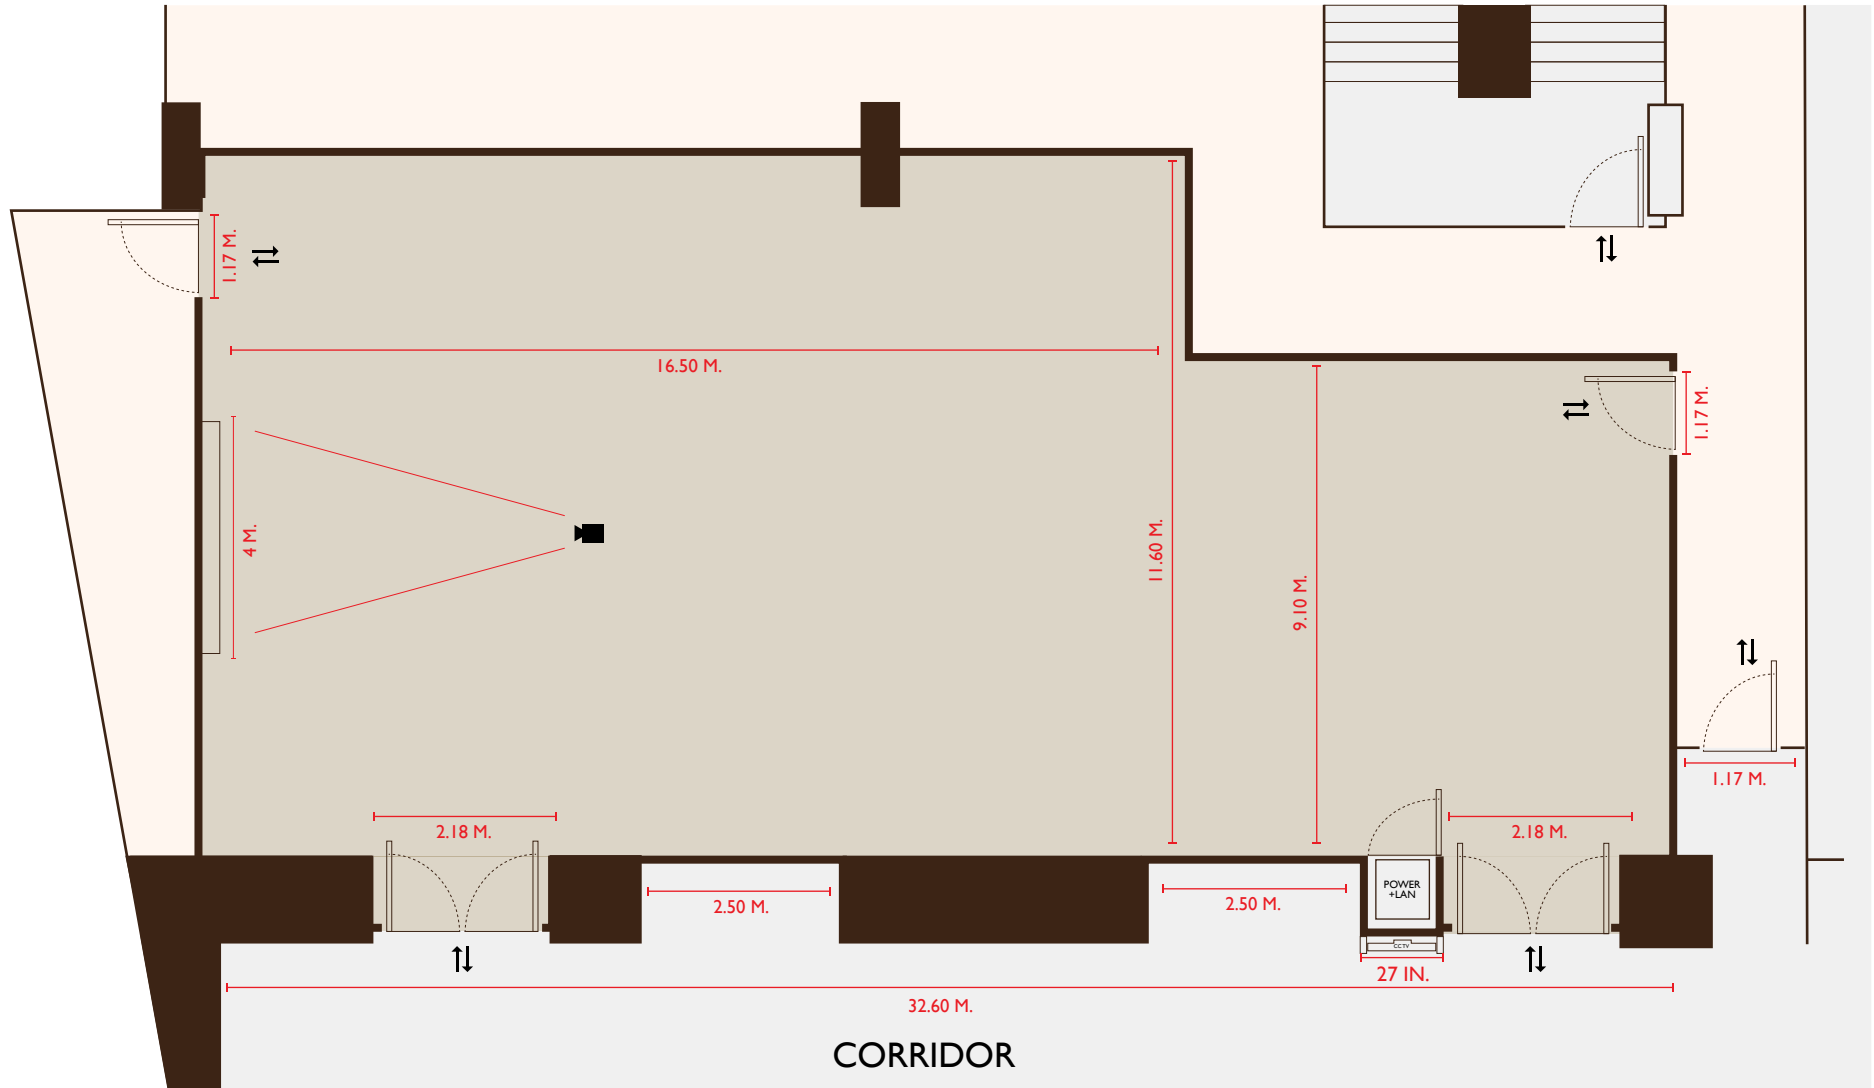 1.17 M.
16.50 M.
1.17 M.
4 M.
11.60 M.
9.10 M.
1.17 M.
2.18 M.
2.18 M.
POWER
+LAN
2.50 M.
2.50 M.
CCTV
27 IN.
32.60 M.
CORRIDOR